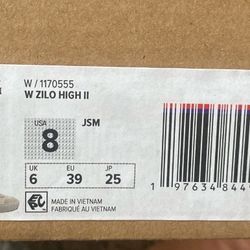 W / 1170555
W ZILO HIGH II
USA
8
JSM
UK
6
EU
39
JP
25
MADE IN VIETNAM
FABRIQUÉ AU VIETNAM
1 97634 844